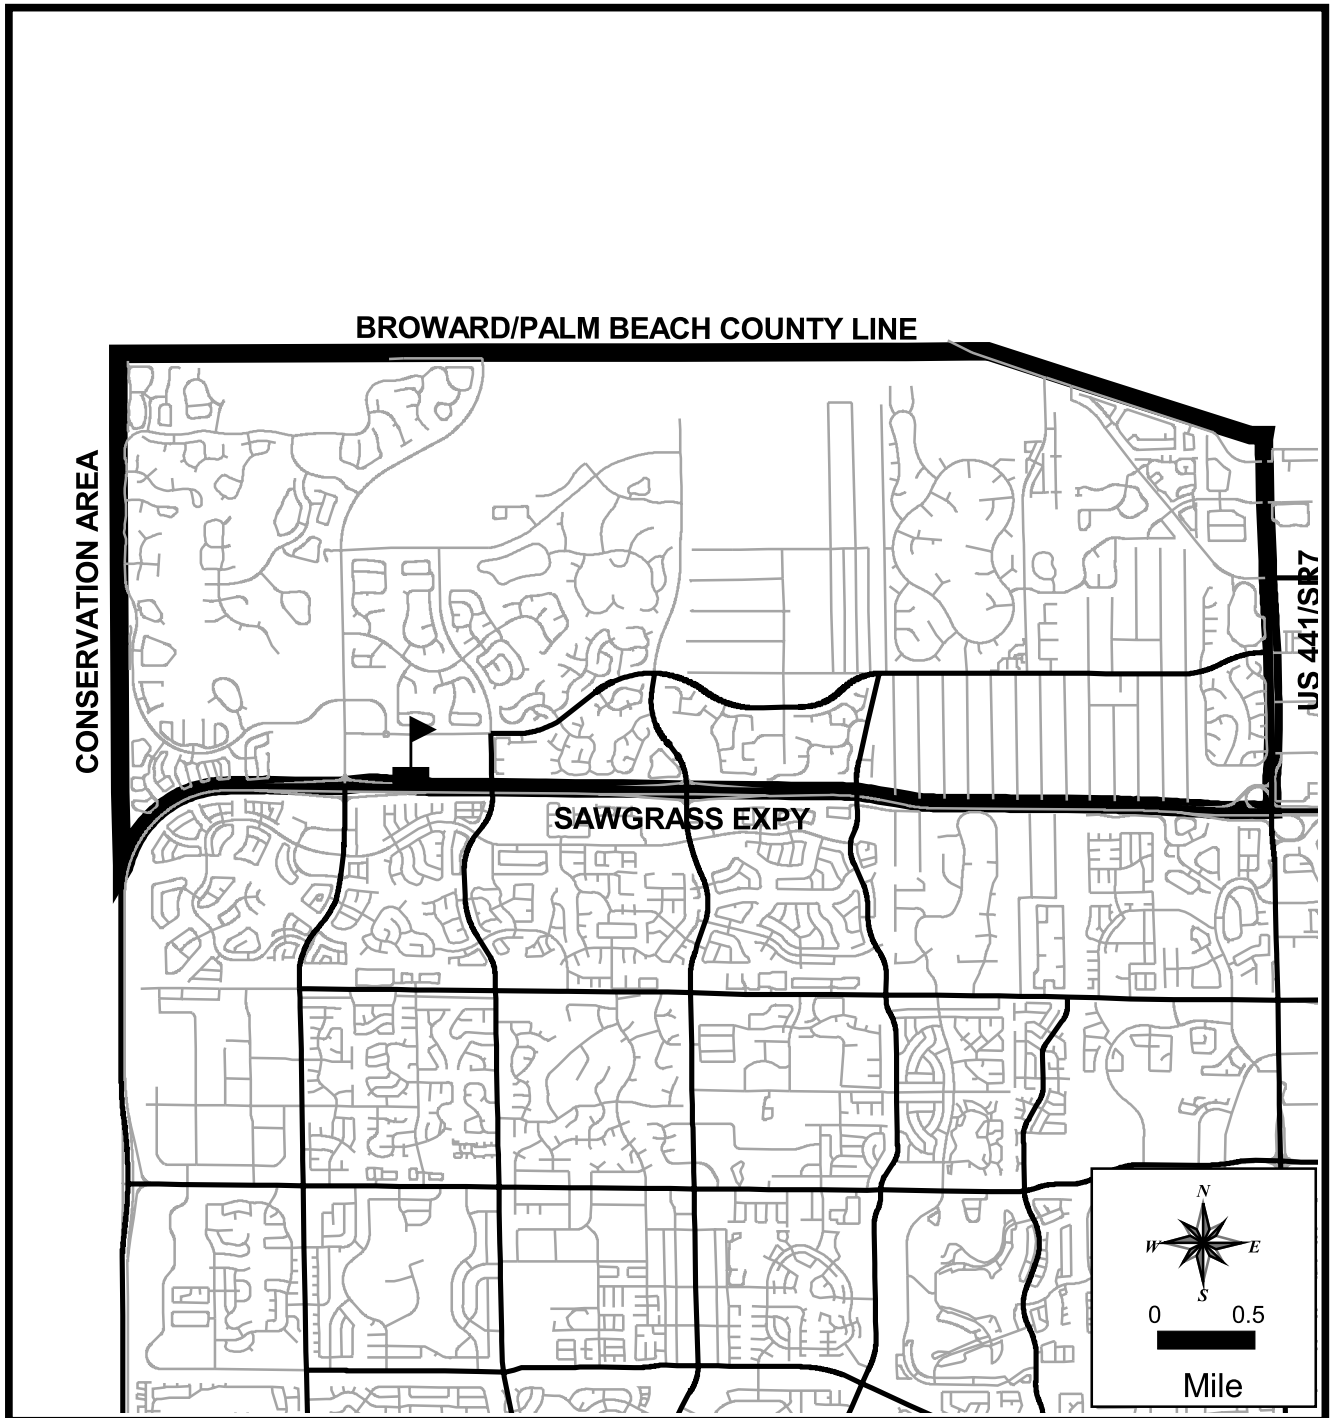 BROWARD/PALM BEACH COUNTY LINE
CONSERVATION AREA
US 441/SR7
SAWGRASS EXPY
N
W E
S
0 0.5
Mile